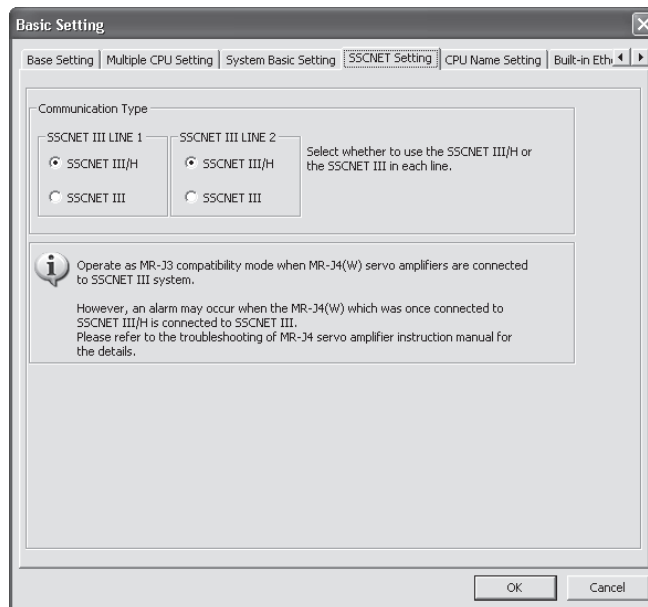 Basic Setting
Base Setting | Multiple CPU Setting | System Basic Setting | SSCNET Setting | CPU Name Setting | Built-in Eth
Communication Type
SSCNET III LINE 1
SSCNET III/H
SSCNET III
SSCNET III LINE 2
SSCNET III/H
SSCNET III
Select whether to use the SSCNET III/H or
the SSCNET III in each line.
Operate as MR-J3 compatibility mode when MR-J4(W) servo amplifiers are connected
to SSCNET III system.
However, an alarm may occur when the MR-J4(W) which was once connected to
SSCNET III/H is connected to SSCNET III.
Please refer to the troubleshooting of MR-J4 servo amplifier instruction manual for
the details.
OK
Cancel